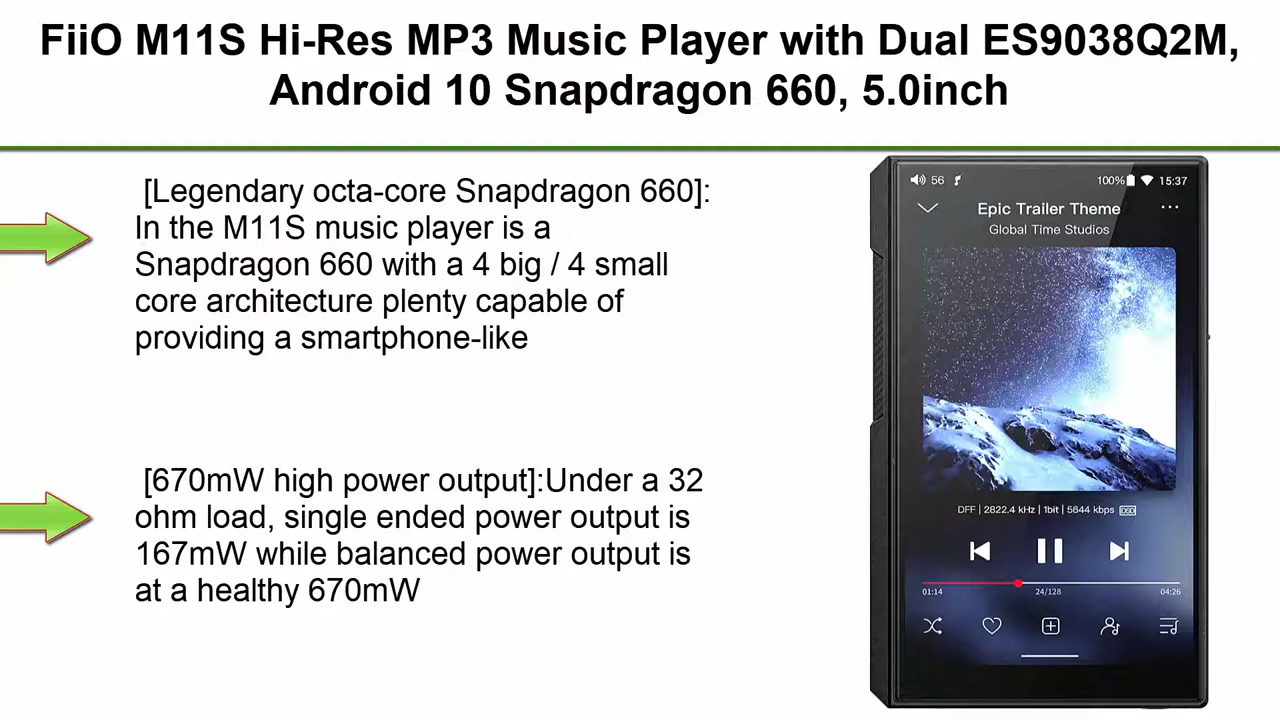 FiiO M11S Hi-Res MP3 Music Player with Dual ES9038Q2M,
Android 10 Snapdragon 660, 5.0inch
[Legendary octa-core Snapdragon 660]:
In the M11S music player is a
Snapdragon 660 with a 4 big / 4 small
core architecture plenty capable of
providing a smartphone-like
[670mW high power output]:Under a 32
ohm load, single ended power output is
167mW while balanced power output is
at a healthy 670mW
56 100% 15:37
Epic Trailer Theme
Global Time Studios
DFF | 2822.4 kHz | 1bit | 5644 kbps DSD
01:14 24/128 04:26